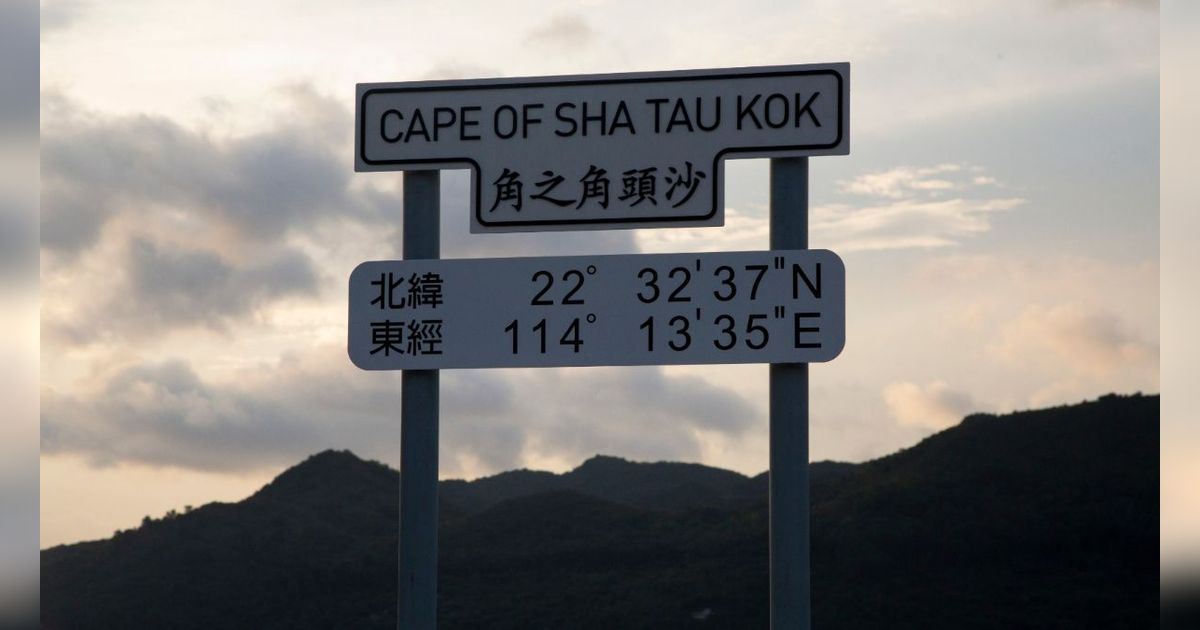 CAPE OF SHA TAU KOK
沙頭角之角
北緯 22° 32'37"N
東經 114° 13'35"E